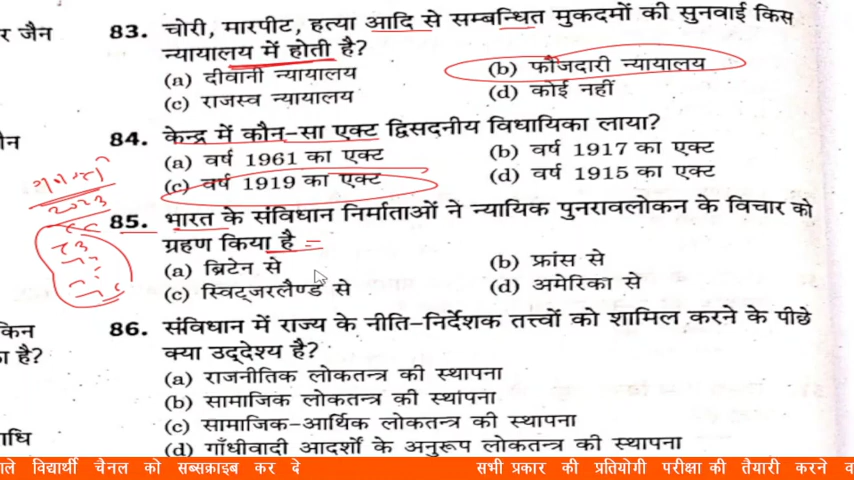 र जैन
83. चोरी, मारपीट, हत्या आदि से सम्बन्धित मुकदमों की सुनवाई किस
न्यायालय में होती है?
(a) दीवानी न्यायालय
(b) फौजदारी न्यायालय
(c) राजस्व न्यायालय
(d) कोई नहीं
84. केन्द्र में कौन-सा एक्ट द्विसदनीय विधायिका लाया?
(a) वर्ष 1961 का एक्ट
(b) वर्ष 1917 का एक्ट
(c) वर्ष 1919 का एक्ट
(d) वर्ष 1915 का एक्ट
2023
85. भारत के संविधान निर्माताओं ने न्यायिक पुनरावलोकन के विचार को
ग्रहण किया है
(a) ब्रिटेन से
(b) फ्रांस से
(c) स्विट्जरलैण्ड से
(d) अमेरिका से
किन
का है?
86. संविधान में राज्य के नीति-निर्देशक तत्त्वों को शामिल करने के पीछे
क्या उद्देश्य है?
(a) राजनीतिक लोकतन्त्र की स्थापना
(b) सामाजिक लोकतन्त्र की स्थापना
(c) सामाजिक-आर्थिक लोकतन्त्र की स्थापना
(d) गाँधीवादी आदर्शों के अनुरूप लोकतन्त्र की स्थापना
ाधि
ाले विद्यार्थी चैनल को सब्सक्राइब कर दे सभी प्रकार की प्रतियोगी परीक्षा की तैयारी करने व